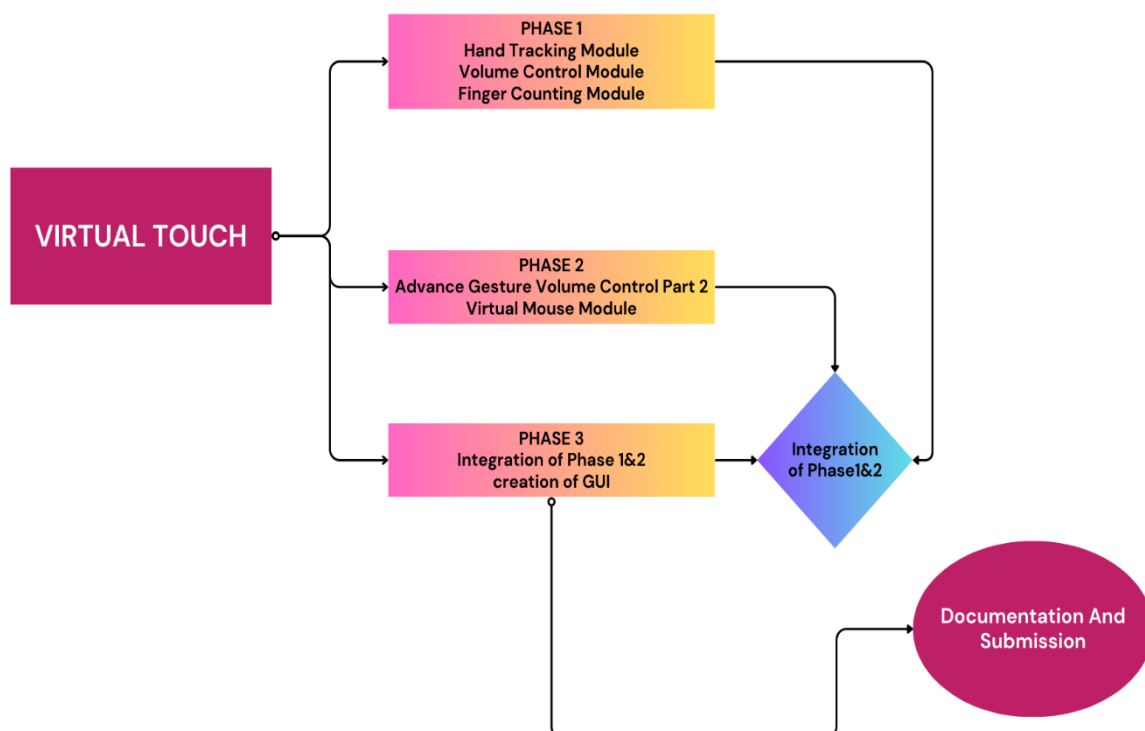 PHASE 1
Hand Tracking Module
Volume Control Module
Finger Counting Module
VIRTUAL TOUCH
PHASE 2
Advance Gesture Volume Control Part 2
Virtual Mouse Module
PHASE 3
Integration of Phase 1&2
creation of GUI
Integration
of Phase1&2
Documentation And
Submission